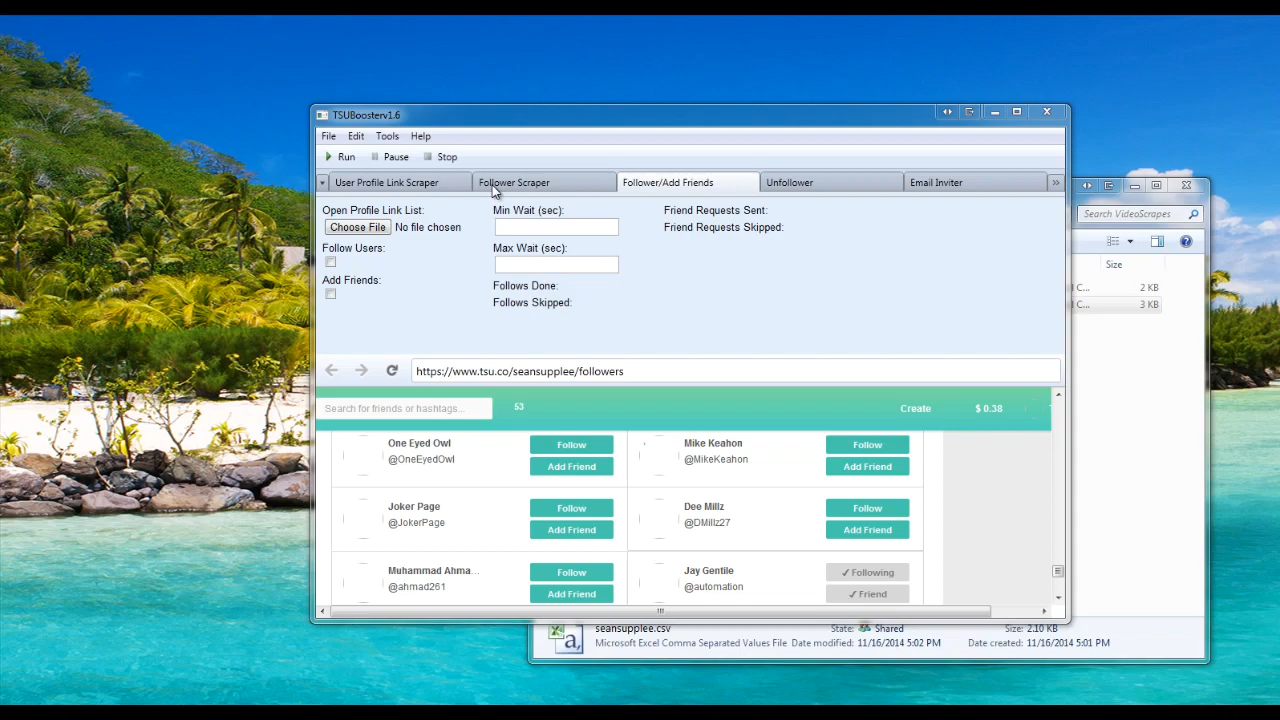 TSUBoosterv1.6
File Edit Tools Help
Run Pause Stop
User Profile Link Scraper Follower Scraper Follower/Add Friends Unfollower Email Inviter
Open Profile Link List:
Choose File No file chosen
Follow Users:
Add Friends:
Min Wait (sec):
Max Wait (sec):
Follows Done:
Follows Skipped:
Friend Requests Sent:
Friend Requests Skipped:
https://www.tsu.co/seansupplee/followers
Search for friends or hashtags... 53 Create $ 0.38
One Eyed Owl
@OneEyedOwl
Follow
Add Friend
Mike Keahon
@MikeKeahon
Follow
Add Friend
Joker Page
@JokerPage
Follow
Add Friend
Dee Millz
@DMillz27
Follow
Add Friend
Muhammad Ahma...
@ahmad261
Follow
Add Friend
Jay Gentile
@automation
✓ Following
✓ Friend
Search VideoScrapes
Size
C... 2 KB
C... 3 KB
seansupplee.csv State: Shared Size: 2.10 KB
Microsoft Excel Comma Separated Values File Date modified: 11/16/2014 5:02 PM Date created: 11/16/2014 5:01 PM